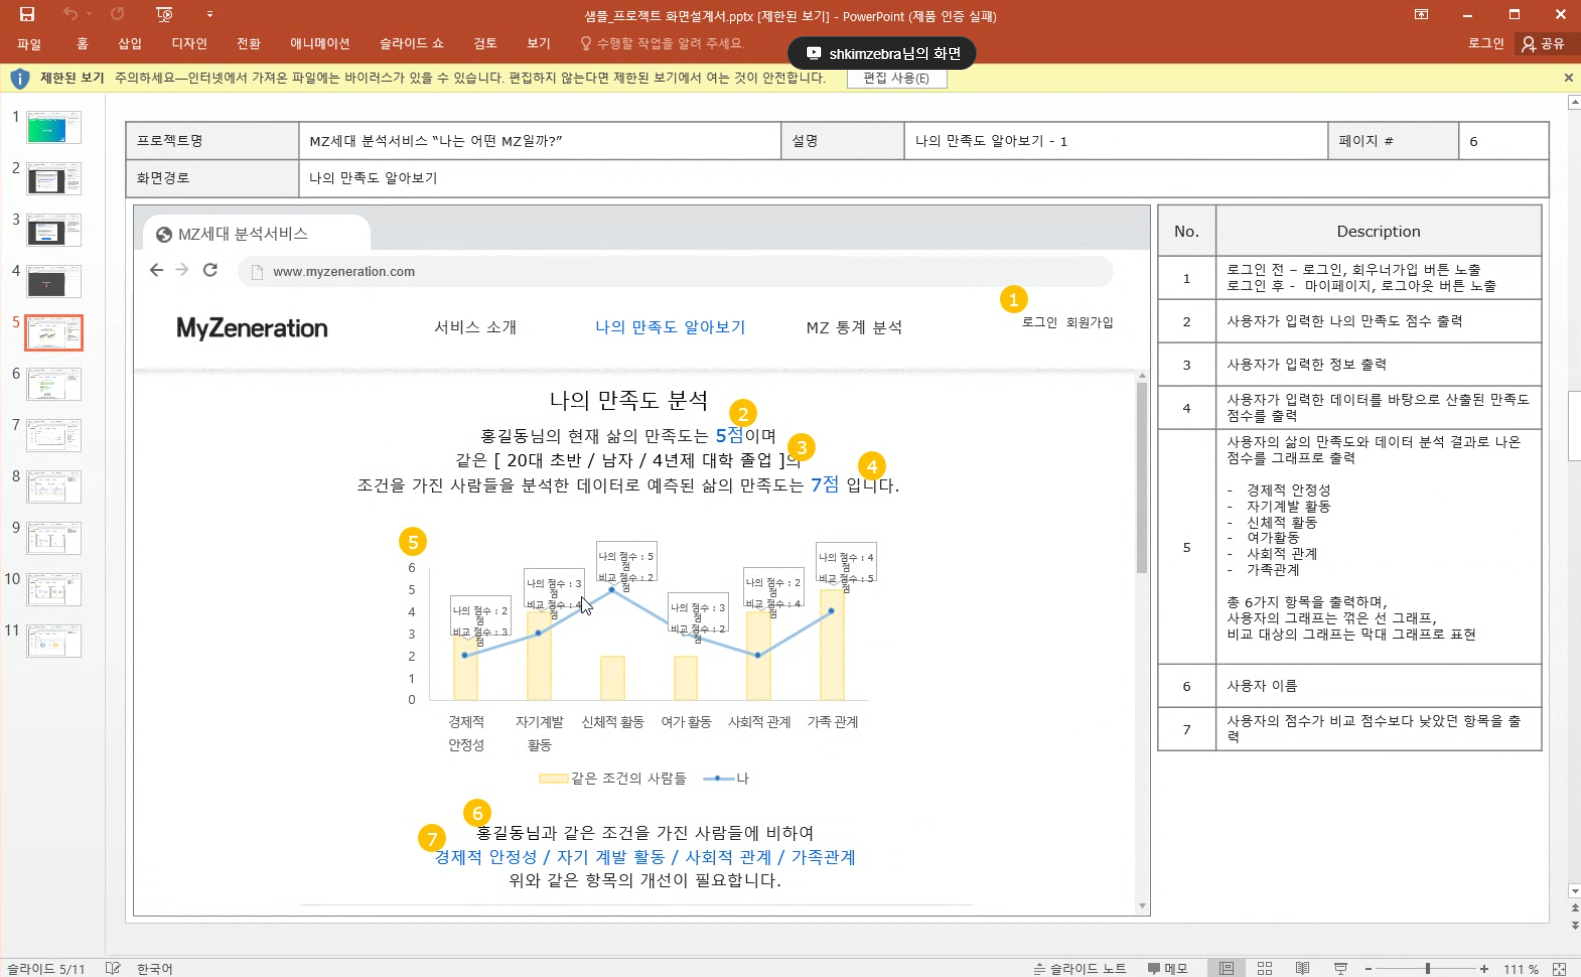 샘플_프로젝트 화면설계서.pptx [제한된 보기] - PowerPoint (제품 인증 실패)
파일 홈 삽입 디자인 전환 애니메이션 슬라이드 쇼 검토 보기 수행할 작업을 알려 주세요. 로그인 공유
shkimzebra님의 화면
제한된 보기 주의하세요—인터넷에서 가져온 파일에는 바이러스가 있을 수 있습니다. 편집하지 않는다면 제한된 보기에서 여는 것이 안전합니다. 편집 사용(E)
1
2
3
4
5
6
7
8
9
10
11
프로젝트명 MZ세대 분석서비스 “나는 어떤 MZ일까?” 설명 나의 만족도 알아보기 - 1 페이지 # 6
화면경로 나의 만족도 알아보기
MZ세대 분석서비스
www.myzeneration.com
1
MyZeneration 서비스 소개 나의 만족도 알아보기 MZ 통계 분석 로그인 회원가입
나의 만족도 분석
2
홍길동님의 현재 삶의 만족도는 5점이며
3
같은 [ 20대 초반 / 남자 / 4년제 대학 졸업 ]의
4
조건을 가진 사람들을 분석한 데이터로 예측된 삶의 만족도는 7점 입니다.
5
6
5
4
3
2
1
0
나의 점수 : 2
점
비교 점수 : 3
점
나의 점수 : 3
점
비교 점수 : 4
점
나의 점수 : 5
점
비교 점수 : 2
점
나의 점수 : 3
점
비교 점수 : 2
점
나의 점수 : 2
점
비교 점수 : 4
점
나의 점수 : 4
점
비교 점수 : 5
점
경제적 자기계발 신체적 활동 여가 활동 사회적 관계 가족 관계
안정성 활동
같은 조건의 사람들 나
6
홍길동님과 같은 조건을 가진 사람들에 비하여
7
경제적 안정성 / 자기 계발 활동 / 사회적 관계 / 가족관계
위와 같은 항목의 개선이 필요합니다.
No. Description
1 로그인 전 – 로그인, 회우너가입 버튼 노출
로그인 후 - 마이페이지, 로그아웃 버튼 노출
2 사용자가 입력한 나의 만족도 점수 출력
3 사용자가 입력한 정보 출력
4 사용자가 입력한 데이터를 바탕으로 산출된 만족도
점수를 출력
5 사용자의 삶의 만족도와 데이터 분석 결과로 나온
점수를 그래프로 출력
- 경제적 안정성
- 자기계발 활동
- 신체적 활동
- 여가활동
- 사회적 관계
- 가족관계
총 6가지 항목을 출력하며,
사용자의 그래프는 꺾은 선 그래프,
비교 대상의 그래프는 막대 그래프로 표현
6 사용자 이름
7 사용자의 점수가 비교 점수보다 낮았던 항목을 출
력
슬라이드 5/11 한국어 슬라이드 노트 메모 111 %